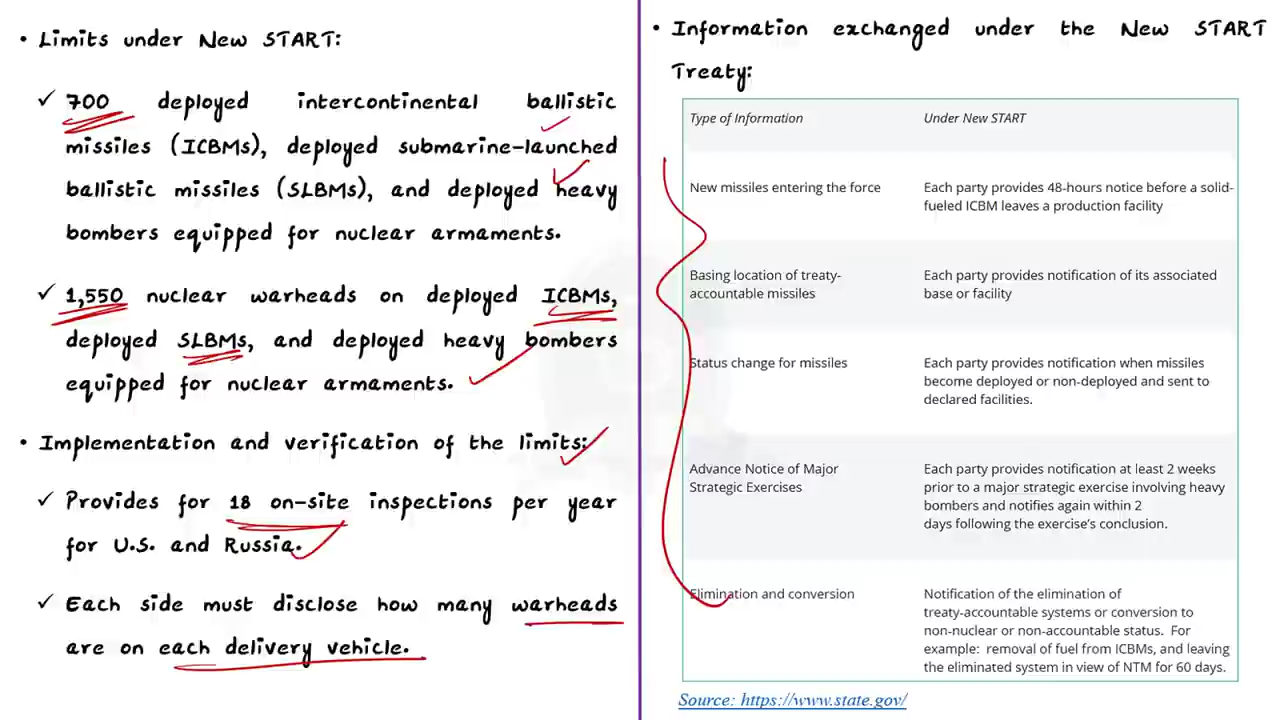 • Limits under New START:
✓ 700 deployed intercontinental ballistic
missiles (ICBMs), deployed submarine-launched
ballistic missiles (SLBMs), and deployed heavy
bombers equipped for nuclear armaments.
✓ 1,550 nuclear warheads on deployed ICBMs,
deployed SLBMs, and deployed heavy bombers
equipped for nuclear armaments.
• Implementation and verification of the limits:
✓ Provides for 18 on-site inspections per year
for U.S. and Russia.
✓ Each side must disclose how many warheads
are on each delivery vehicle.
• Information exchanged under the New START
Treaty:
Type of Information
Under New START
New missiles entering the force
Each party provides 48-hours notice before a solid-
fueled ICBM leaves a production facility
Basing location of treaty-
accountable missiles
Each party provides notification of its associated
base or facility
Status change for missiles
Each party provides notification when missiles
become deployed or non-deployed and sent to
declared facilities.
Advance Notice of Major
Strategic Exercises
Each party provides notification at least 2 weeks
prior to a major strategic exercise involving heavy
bombers and notifies again within 2
days following the exercise's conclusion.
Elimination and conversion
Notification of the elimination of
treaty-accountable systems or conversion to
non-nuclear or non-accountable status. For
example: removal of fuel from ICBMs, and leaving
the eliminated system in view of NTM for 60 days.
Source: https://www.state.gov/